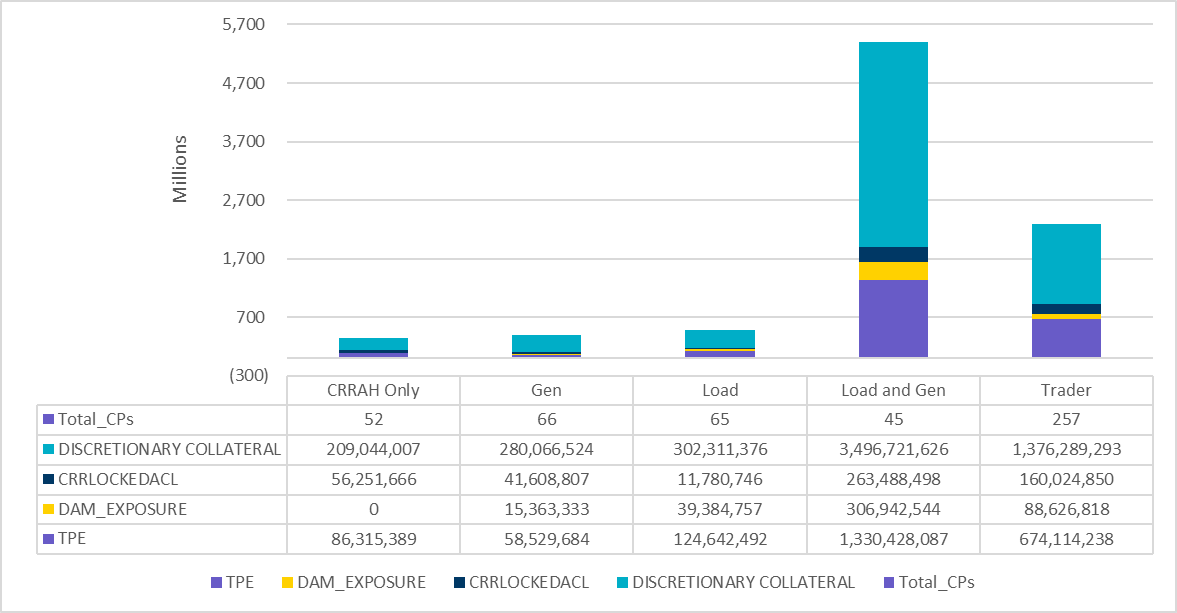 5,700
4,700
3,700
2,700
1,700
700
(300)
Millions
CRRAH Only Gen Load Load and Gen Trader
Total_CPs 52 66 65 45 257
DISCRETIONARY COLLATERAL 209,044,007 280,066,524 302,311,376 3,496,721,626 1,376,289,293
CRRLOCKEDACL 56,251,666 41,608,807 11,780,746 263,488,498 160,024,850
DAM_EXPOSURE 0 15,363,333 39,384,757 306,942,544 88,626,818
TPE 86,315,389 58,529,684 124,642,492 1,330,428,087 674,114,238
TPE DAM_EXPOSURE CRRLOCKEDACL DISCRETIONARY COLLATERAL Total_CPs